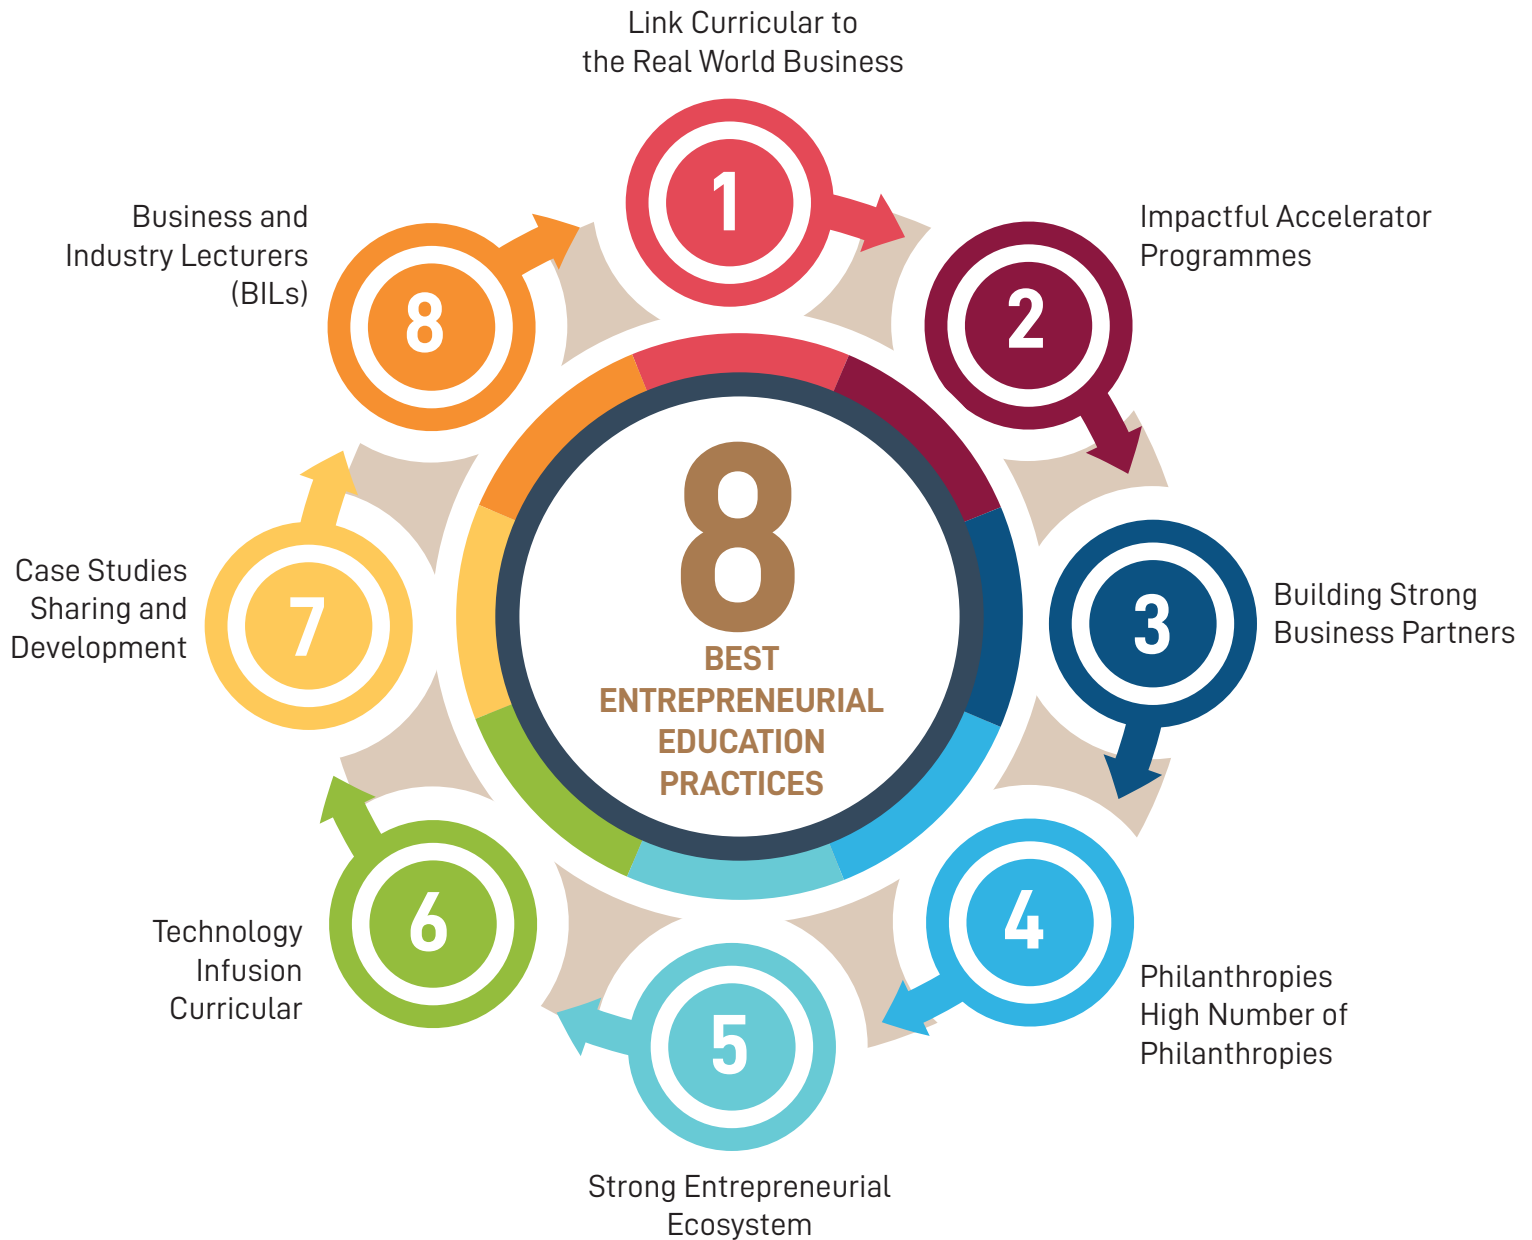 Link Curricular to
the Real World Business
1
Impactful Accelerator
Programmes
2
Building Strong
Business Partners
3
Philanthropies
High Number of
Philanthropies
4
Strong Entrepreneurial
Ecosystem
5
Technology
Infusion
Curricular
6
Case Studies
Sharing and
Development
7
Business and
Industry Lecturers
(BILs)
8
8
BEST
ENTREPRENEURIAL
EDUCATION
PRACTICES